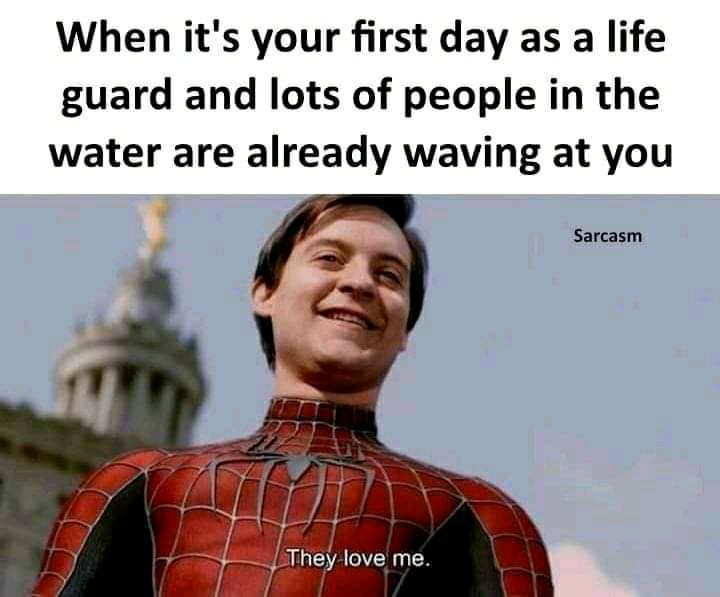 When it's your first day as a life
guard and lots of people in the
water are already waving at you
Sarcasm
They love me.